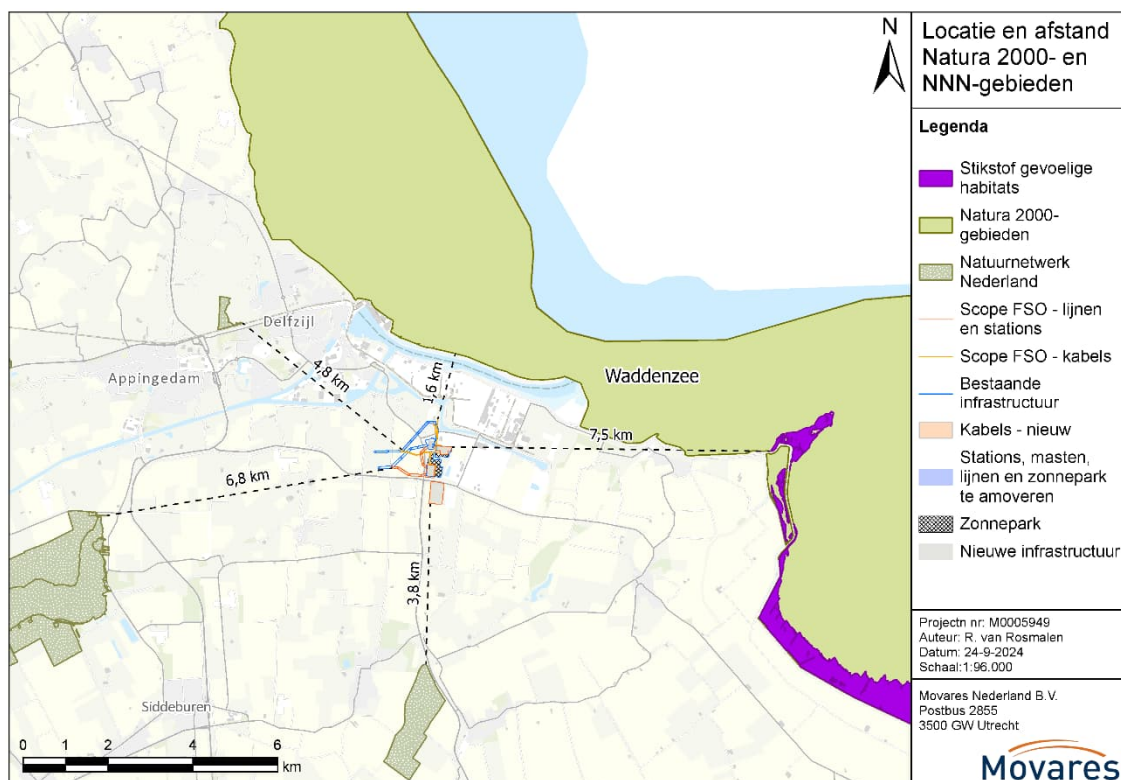 N
Locatie en afstand
Natura 2000- en
NNN-gebieden
Legenda
Stikstof gevoelige
habitats
Natura 2000-
gebieden
Natuurnetwerk
Nederland
Scope FSO - lijnen
en stations
Scope FSO - kabels
Bestaande
infrastructuur
Kabels - nieuw
Stations, masten,
lijnen en zonnepark
te amoveren
Zonnepark
Nieuwe infrastructuur
Projectn nr: M0005949
Auteur: R. van Rosmalen
Datum: 24-9-2024
Schaal:1:96.000
Movares Nederland B.V.
Postbus 2855
3500 GW Utrecht
Movares
Delfzijl
Appingedam
Waddenzee
4,8 km
1,6 km
7,5 km
6,8 km
3,8 km
Siddeburen
0 1 2 4 6
km